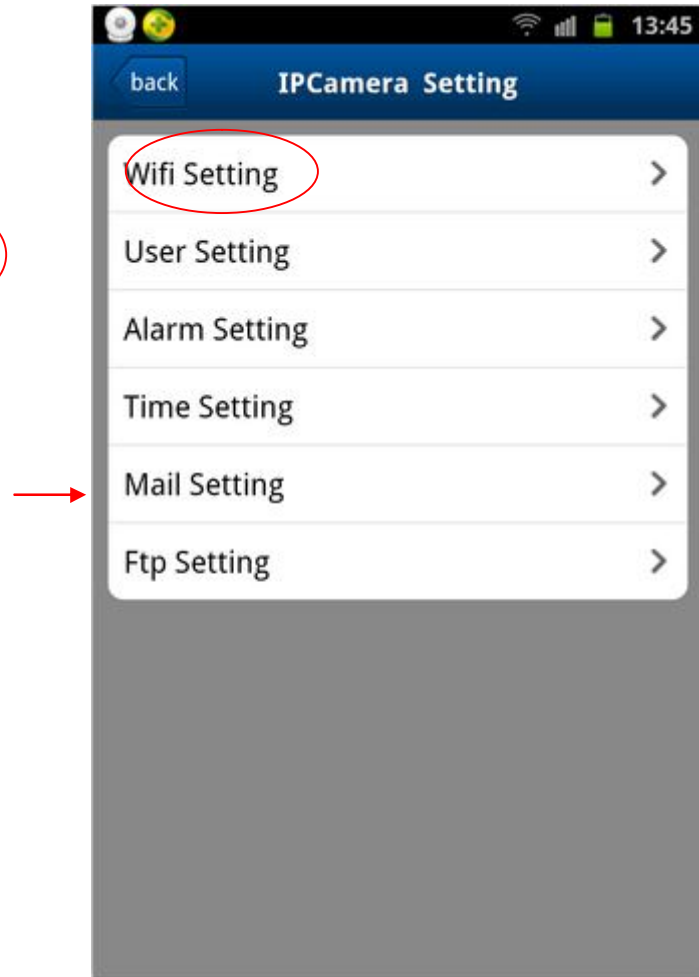 13:45
back IPCamera Setting
Wifi Setting
User Setting
Alarm Setting
Time Setting
Mail Setting
Ftp Setting